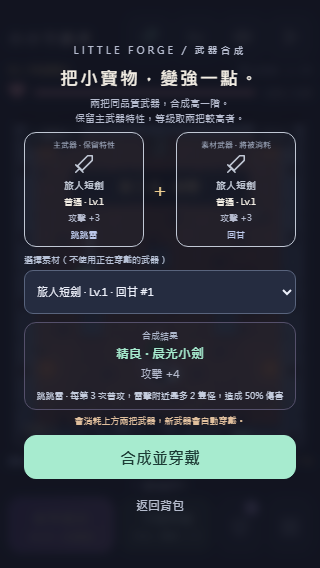 LITTLE FORGE / 武器合成
把小寶物，變強一點。
兩把同品質武器，合成高一階。
保留主武器特性，等級取兩把較高者。
主武器 · 保留特性
旅人短劍
普通 · Lv.1
攻擊 +3
跳跳雷
+
素材武器 · 將被消耗
旅人短劍
普通 · Lv.1
攻擊 +3
回甘
選擇素材（不使用正在穿戴的武器）
旅人短劍 · Lv.1 · 回甘 #1
合成結果
精良 · 晨光小劍
攻擊 +4
跳跳雷 · 每第 3 次普攻，雷擊附近最多 2 隻怪，造成 50% 傷害
會消耗上方兩把武器，新武器會自動穿戴。
合成並穿戴
返回背包